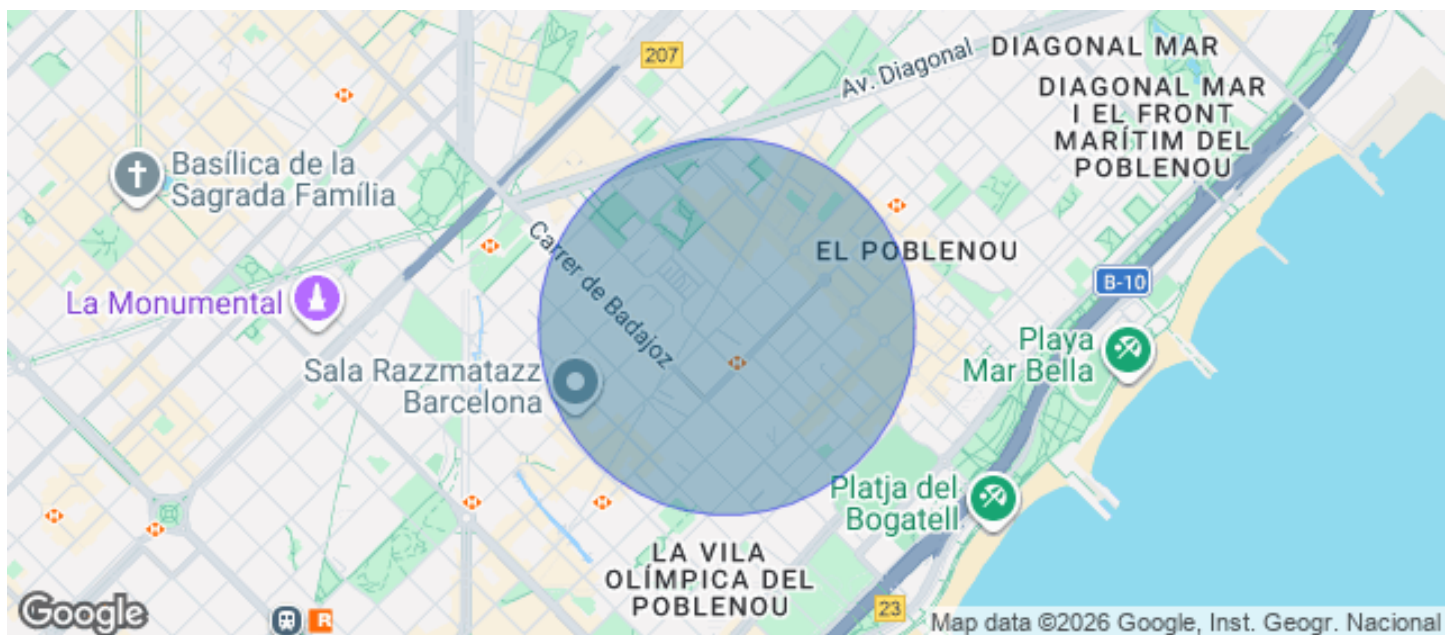 207
Av. Diagonal
DIAGONAL MAR
DIAGONAL MAR
I EL FRONT
MARÍTIM DEL
POBLENOU
Basílica de la
Sagrada Família
Carrer de Badajoz
EL POBLENOU
B-10
La Monumental
Playa
Mar Bella
Sala Razzmatazz
Barcelona
Platja del
Bogatell
LA VILA
OLÍMPICA DEL
POBLENOU
23
R
Google
Map data ©2026 Google, Inst. Geogr. Nacional